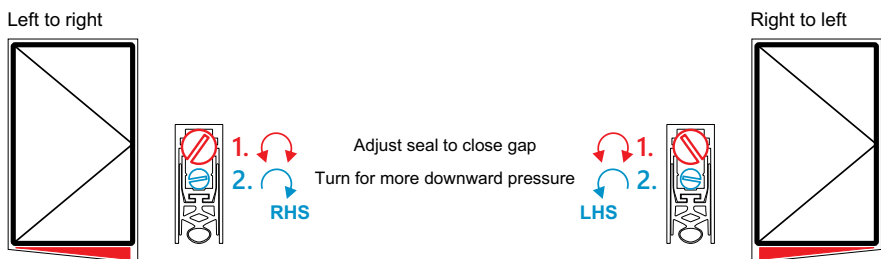 Left to right
Right to left
1. Adjust seal to close gap 1.
2. Turn for more downward pressure 2.
RHS LHS